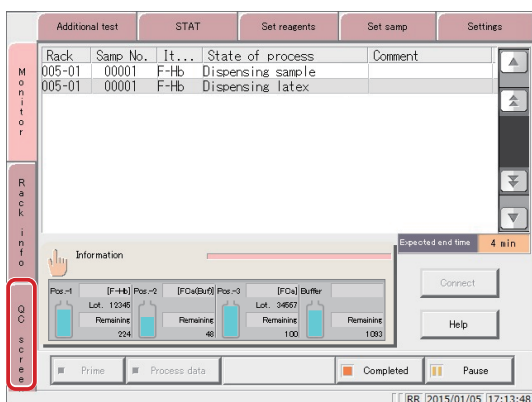 Additional test STAT Set reagents Set samp Settings
Monitor
Rack info
QC scree
Rack Samp No. It... State of process Comment
005-01 00001 F-Hb Dispensing sample
005-01 00001 F-Hb Dispensing latex
Expected end time 4 min
Information
Pos.-1 [F-Hb] Pos.-2 [FCa(Buf)] Pos.-3 [FCa] Buffer
Lot. 12345 Lot. 34567
Remaining Remaining Remaining Remaining
224 48 100 1093
Connect
Help
Prime Process data Completed Pause
RB 2015/01/05 17:13:48